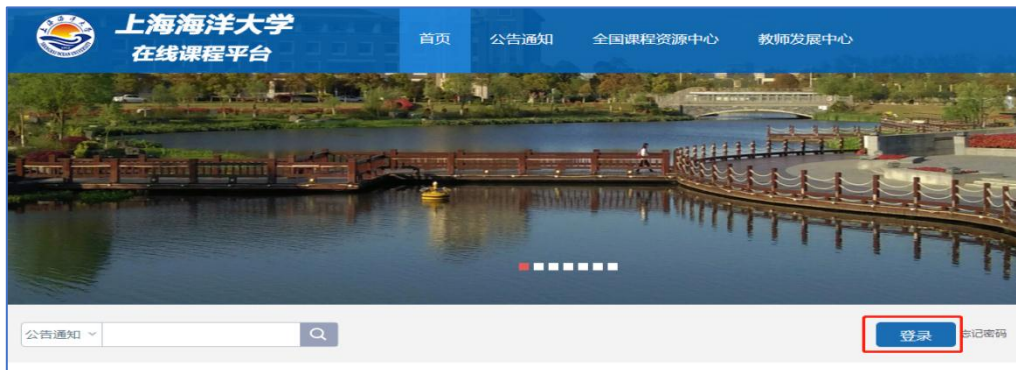 上海海洋大学
在线课程平台
首页 公告通知 全国课程资源中心 教师发展中心
公告通知
登录 忘记密码